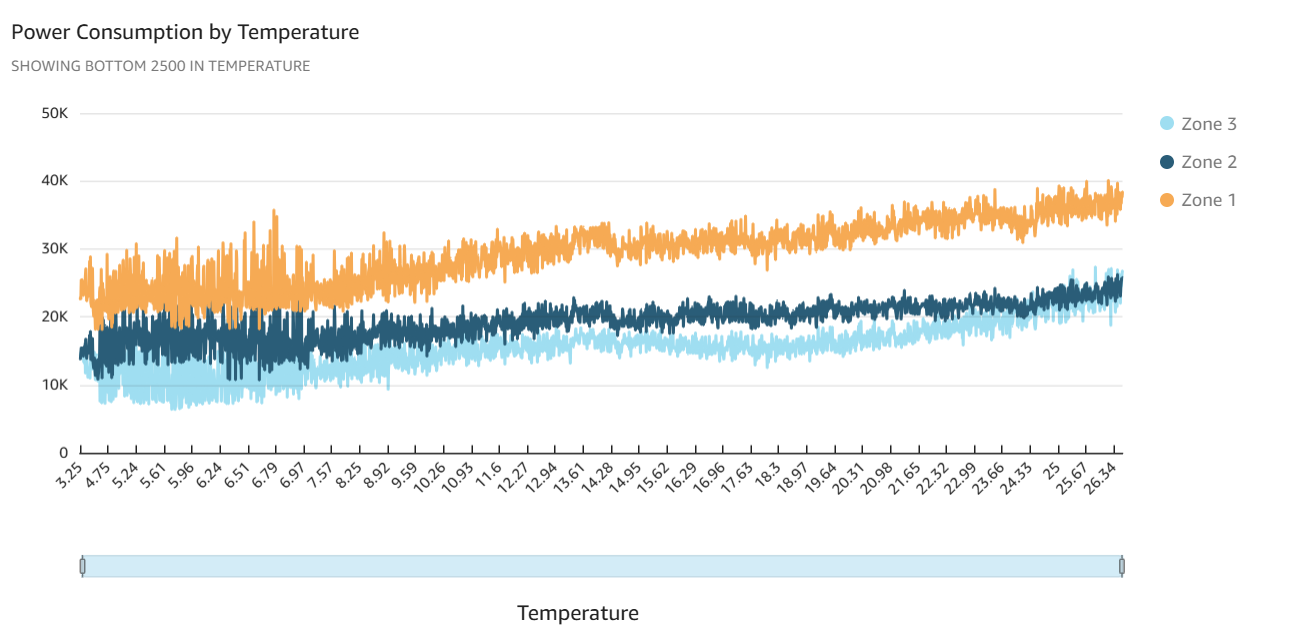 Power Consumption by Temperature
SHOWING BOTTOM 2500 IN TEMPERATURE
50K
40K
30K
20K
10K
0
Zone 3
Zone 2
Zone 1
3.25 4.75 5.24 5.61 5.96 6.24 6.51 6.79 6.97 7.57 8.25 8.92 9.59 10.26 10.93 11.6 12.27 12.94 13.61 14.28 14.95 15.62 16.29 16.96 17.63 18.3 18.97 19.64 20.31 20.98 21.65 22.32 22.99 23.66 24.33 25 25.67 26.34
Temperature